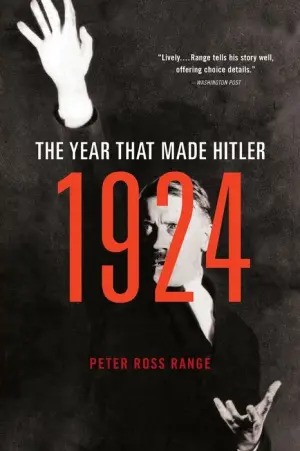 "Lively....Range tells his story well,
offering choice details."
—WASHINGTON POST
THE YEAR THAT MADE HITLER
1924
PETER ROSS RANGE